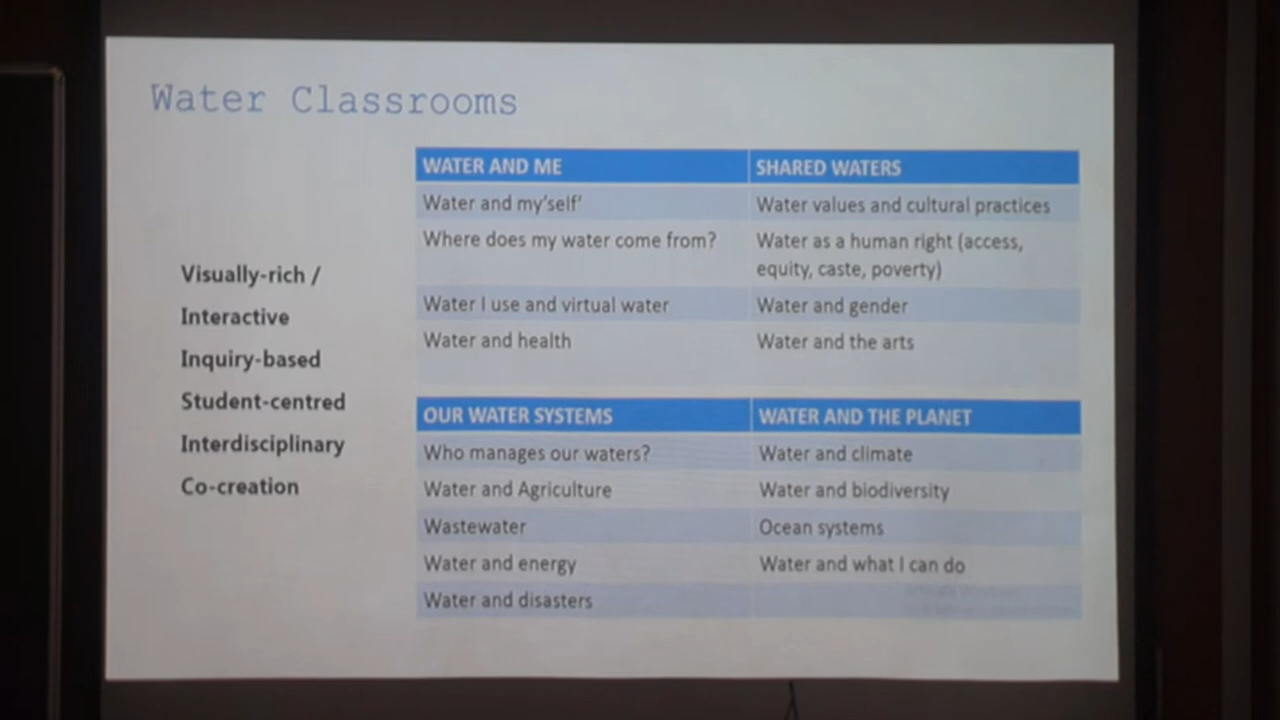 Water Classrooms
Visually-rich /
Interactive
Inquiry-based
Student-centred
Interdisciplinary
Co-creation
WATER AND ME
SHARED WATERS
Water and my'self'
Water values and cultural practices
Where does my water come from?
Water as a human right (access,
equity, caste, poverty)
Water I use and virtual water
Water and gender
Water and health
Water and the arts
OUR WATER SYSTEMS
WATER AND THE PLANET
Who manages our waters?
Water and climate
Water and Agriculture
Water and biodiversity
Wastewater
Ocean systems
Water and energy
Water and what I can do
Water and disasters